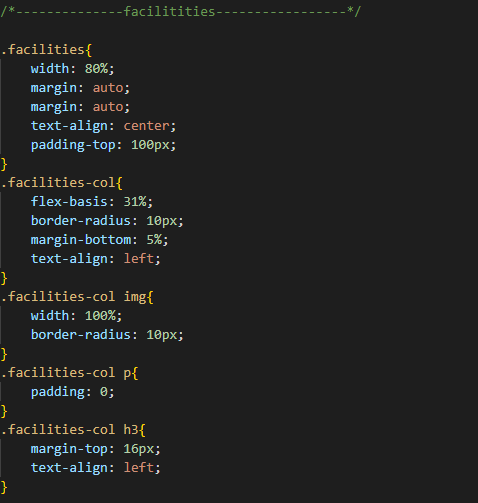 /*--------------facilitities-----------------*/
.facilities{
width: 80%;
margin: auto;
margin: auto;
text-align: center;
padding-top: 100px;
}
.facilities-col{
flex-basis: 31%;
border-radius: 10px;
margin-bottom: 5%;
text-align: left;
}
.facilities-col img{
width: 100%;
border-radius: 10px;
}
.facilities-col p{
padding: 0;
}
.facilities-col h3{
margin-top: 16px;
text-align: left;
}